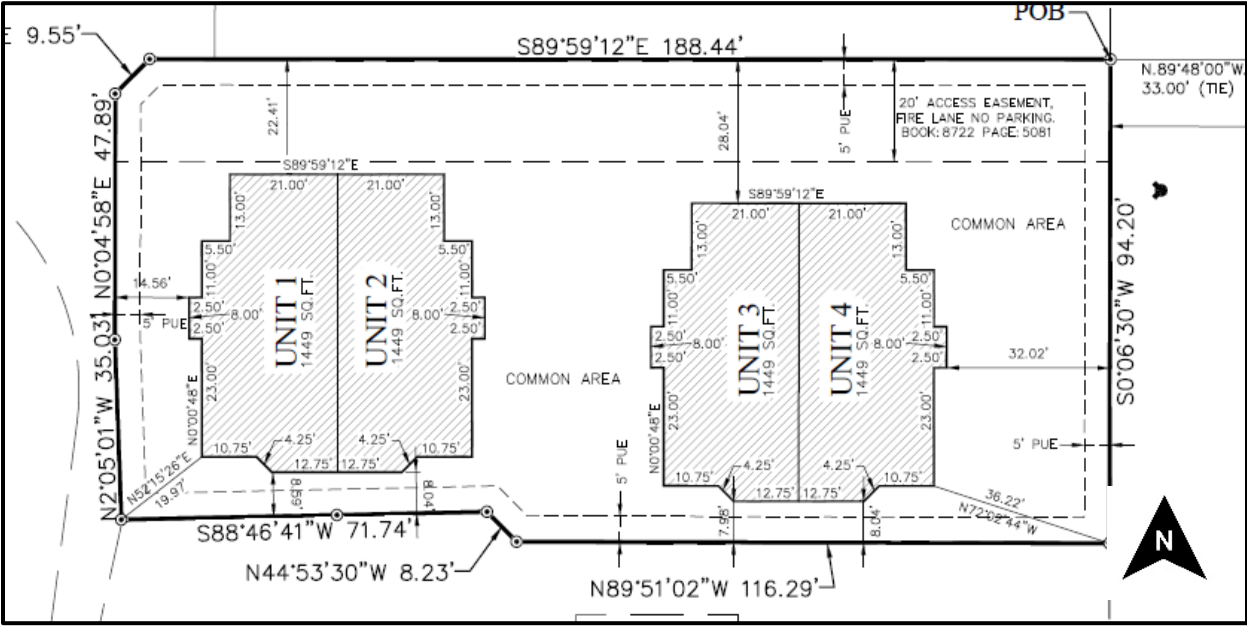 POB
E 9.55'
S89°59'12"E 188.44'
N.89°48'00"W.
33.00' (TIE)
20' ACCESS EASEMENT,
FIRE LANE NO PARKING.
BOOK: 8722 PAGE: 5081
22.41'
28.04'
5' PUE
N0°04'58"E 47.89'
S89°59'12"E
21.00'
21.00'
13.00'
13.00'
5.50'
5.50'
14.56'
11.00'
11.00'
2.50'
2.50'
8.00'
8.00'
2.50'
2.50'
5' PUE
UNIT 1
1449 SQ.FT.
UNIT 2
1449 SQ.FT.
23.00'
23.00'
N0°00'48"E
10.75'
4.25'
4.25'
10.75'
12.75'
12.75'
N2°05'01"W 35.03'
N52°15'26"E
19.97'
8.59'
8.04'
S88°46'41"W 71.74'
N44°53'30"W 8.23'
COMMON AREA
S89°59'12"E
21.00'
21.00'
13.00'
13.00'
5.50'
5.50'
11.00'
11.00'
2.50'
2.50'
8.00'
8.00'
2.50'
2.50'
UNIT 3
1449 SQ.FT.
UNIT 4
1449 SQ.FT.
23.00'
23.00'
N0°00'48"E
10.75'
4.25'
4.25'
10.75'
12.75'
12.75'
5' PUE
7.98'
8.04'
COMMON AREA
S0°06'30"W 94.20'
32.02'
5' PUE
36.22'
N72°02'44"W
N89°51'02"W 116.29'
N